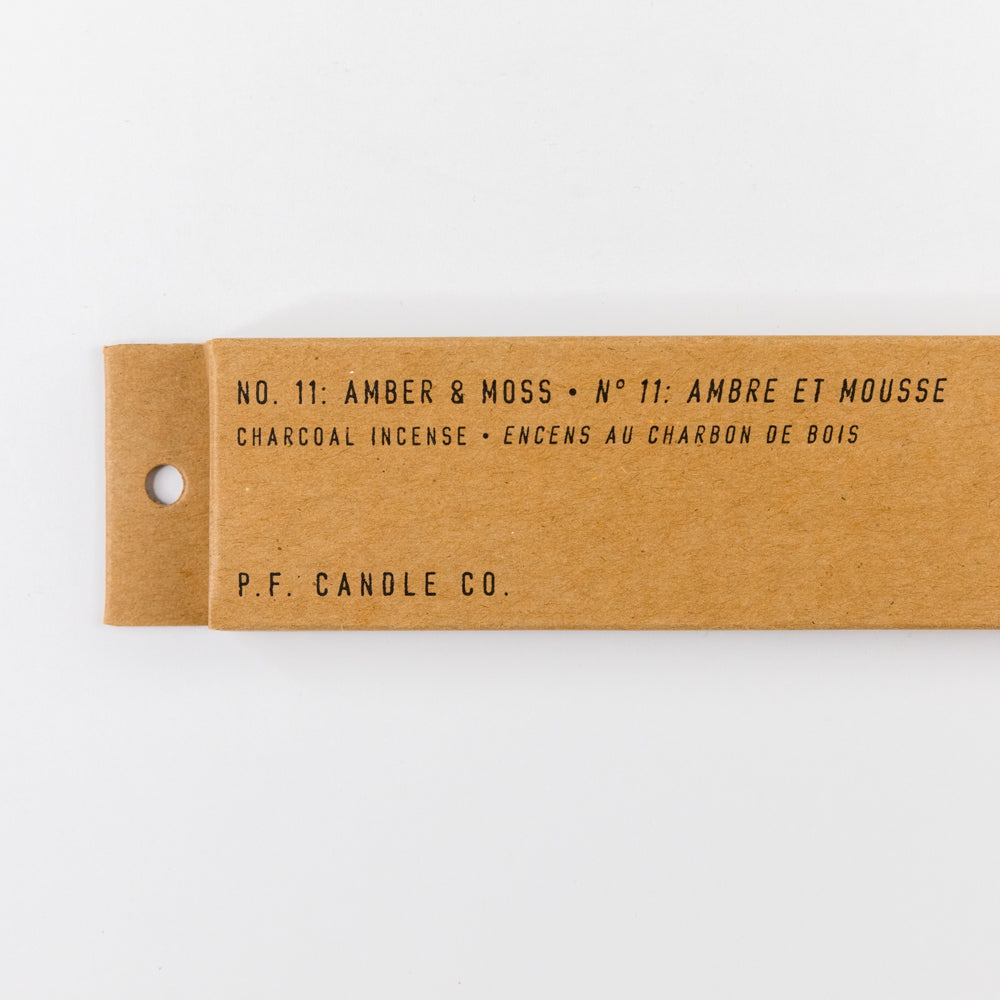 NO. 11: AMBER & MOSS • N° 11: AMBRE ET MOUSSE
CHARCOAL INCENSE • ENCENS AU CHARBON DE BOIS
P.F. CANDLE CO.